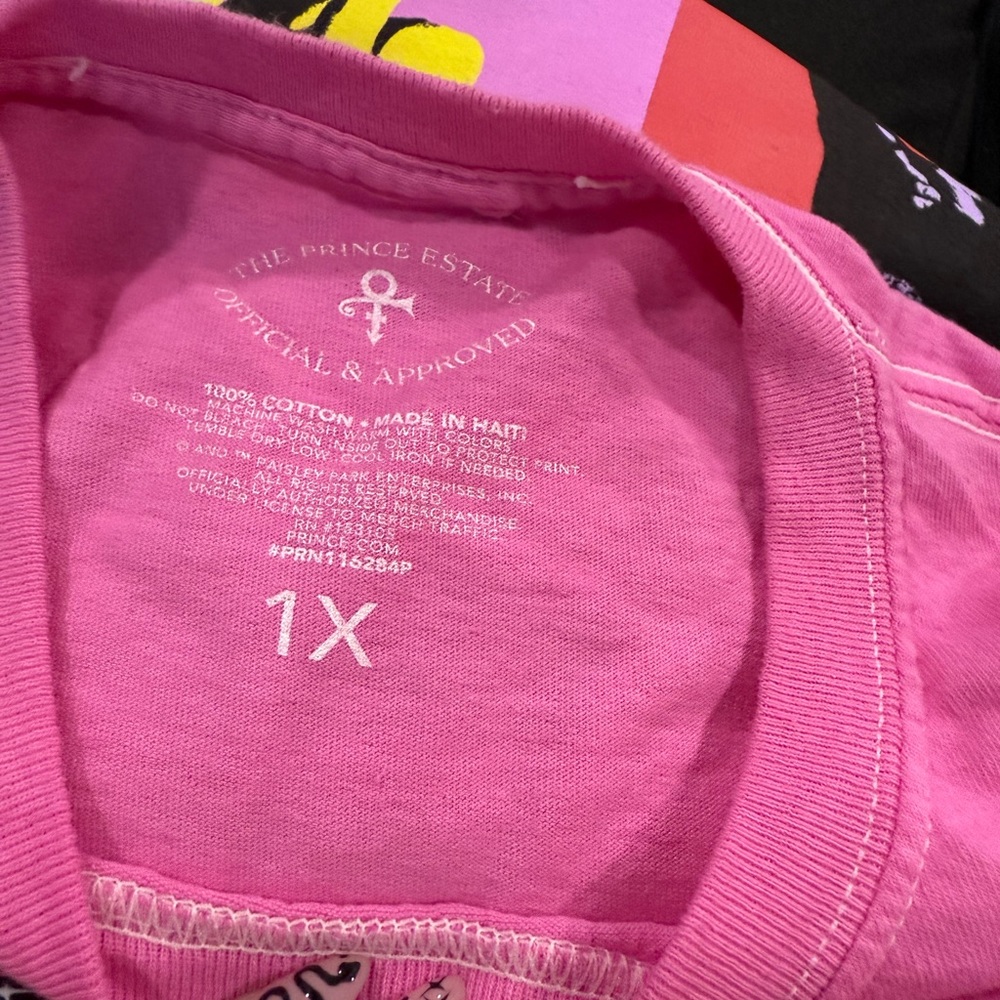 THE PRINCE ESTATE
OFFICIAL & APPROVED
100% COTTON • MADE IN HAITI
MACHINE WASH WARM WITH COLORS
DO NOT BLEACH. TURN INSIDE OUT TO PROTECT PRINT.
TUMBLE DRY LOW. COOL IRON IF NEEDED
© AND ™ PAISLEY PARK ENTERPRISES, INC.
ALL RIGHTS RESERVED.
OFFICIALLY AUTHORIZED MERCHANDISE
UNDER LICENSE TO MERCH TRAFFIC.
PRINCE.COM
#PRN116284P
1X